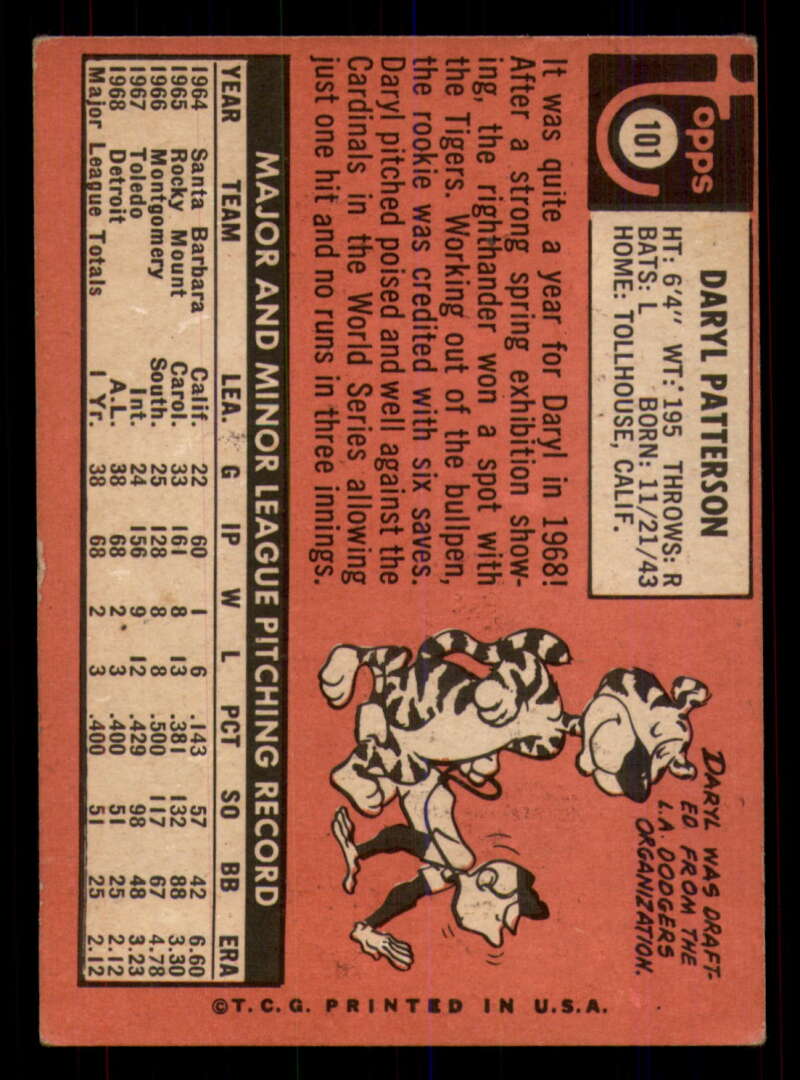 Topps
101
DARYL PATTERSON
HT: 6'4" WT: 195 THROWS: R
BATS: L BORN: 11/21/43
HOME: TOLLHOUSE, CALIF.
It was quite a year for Daryl in 1968!
After a strong spring exhibition show-
ing, the righthander won a spot with
the Tigers. Working out of the bullpen,
the rookie was credited with six saves.
Daryl pitched poised and well against the
Cardinals in the World Series allowing
just one hit and no runs in three innings.
DARYL WAS DRAFT-
ED FROM THE
L.A. DODGERS
ORGANIZATION.
MAJOR AND MINOR LEAGUE PITCHING RECORD
YEAR TEAM LEA. G IP W L PCT SO BB ERA
1964 Santa Barbara Calif. 22 60 1 6 .143 57 42 6.60
1965 Rocky Mount Carol. 33 161 8 13 .381 132 88 3.30
1966 Montgomery South. 25 128 8 8 .500 117 67 4.78
1967 Toledo Int. 24 156 9 12 .429 98 48 3.23
1968 Detroit A.L. 38 68 2 3 .400 51 25 2.12
Major League Totals 1 Yr. 38 68 2 3 .400 51 25 2.12
©T.C.G. PRINTED IN U.S.A.